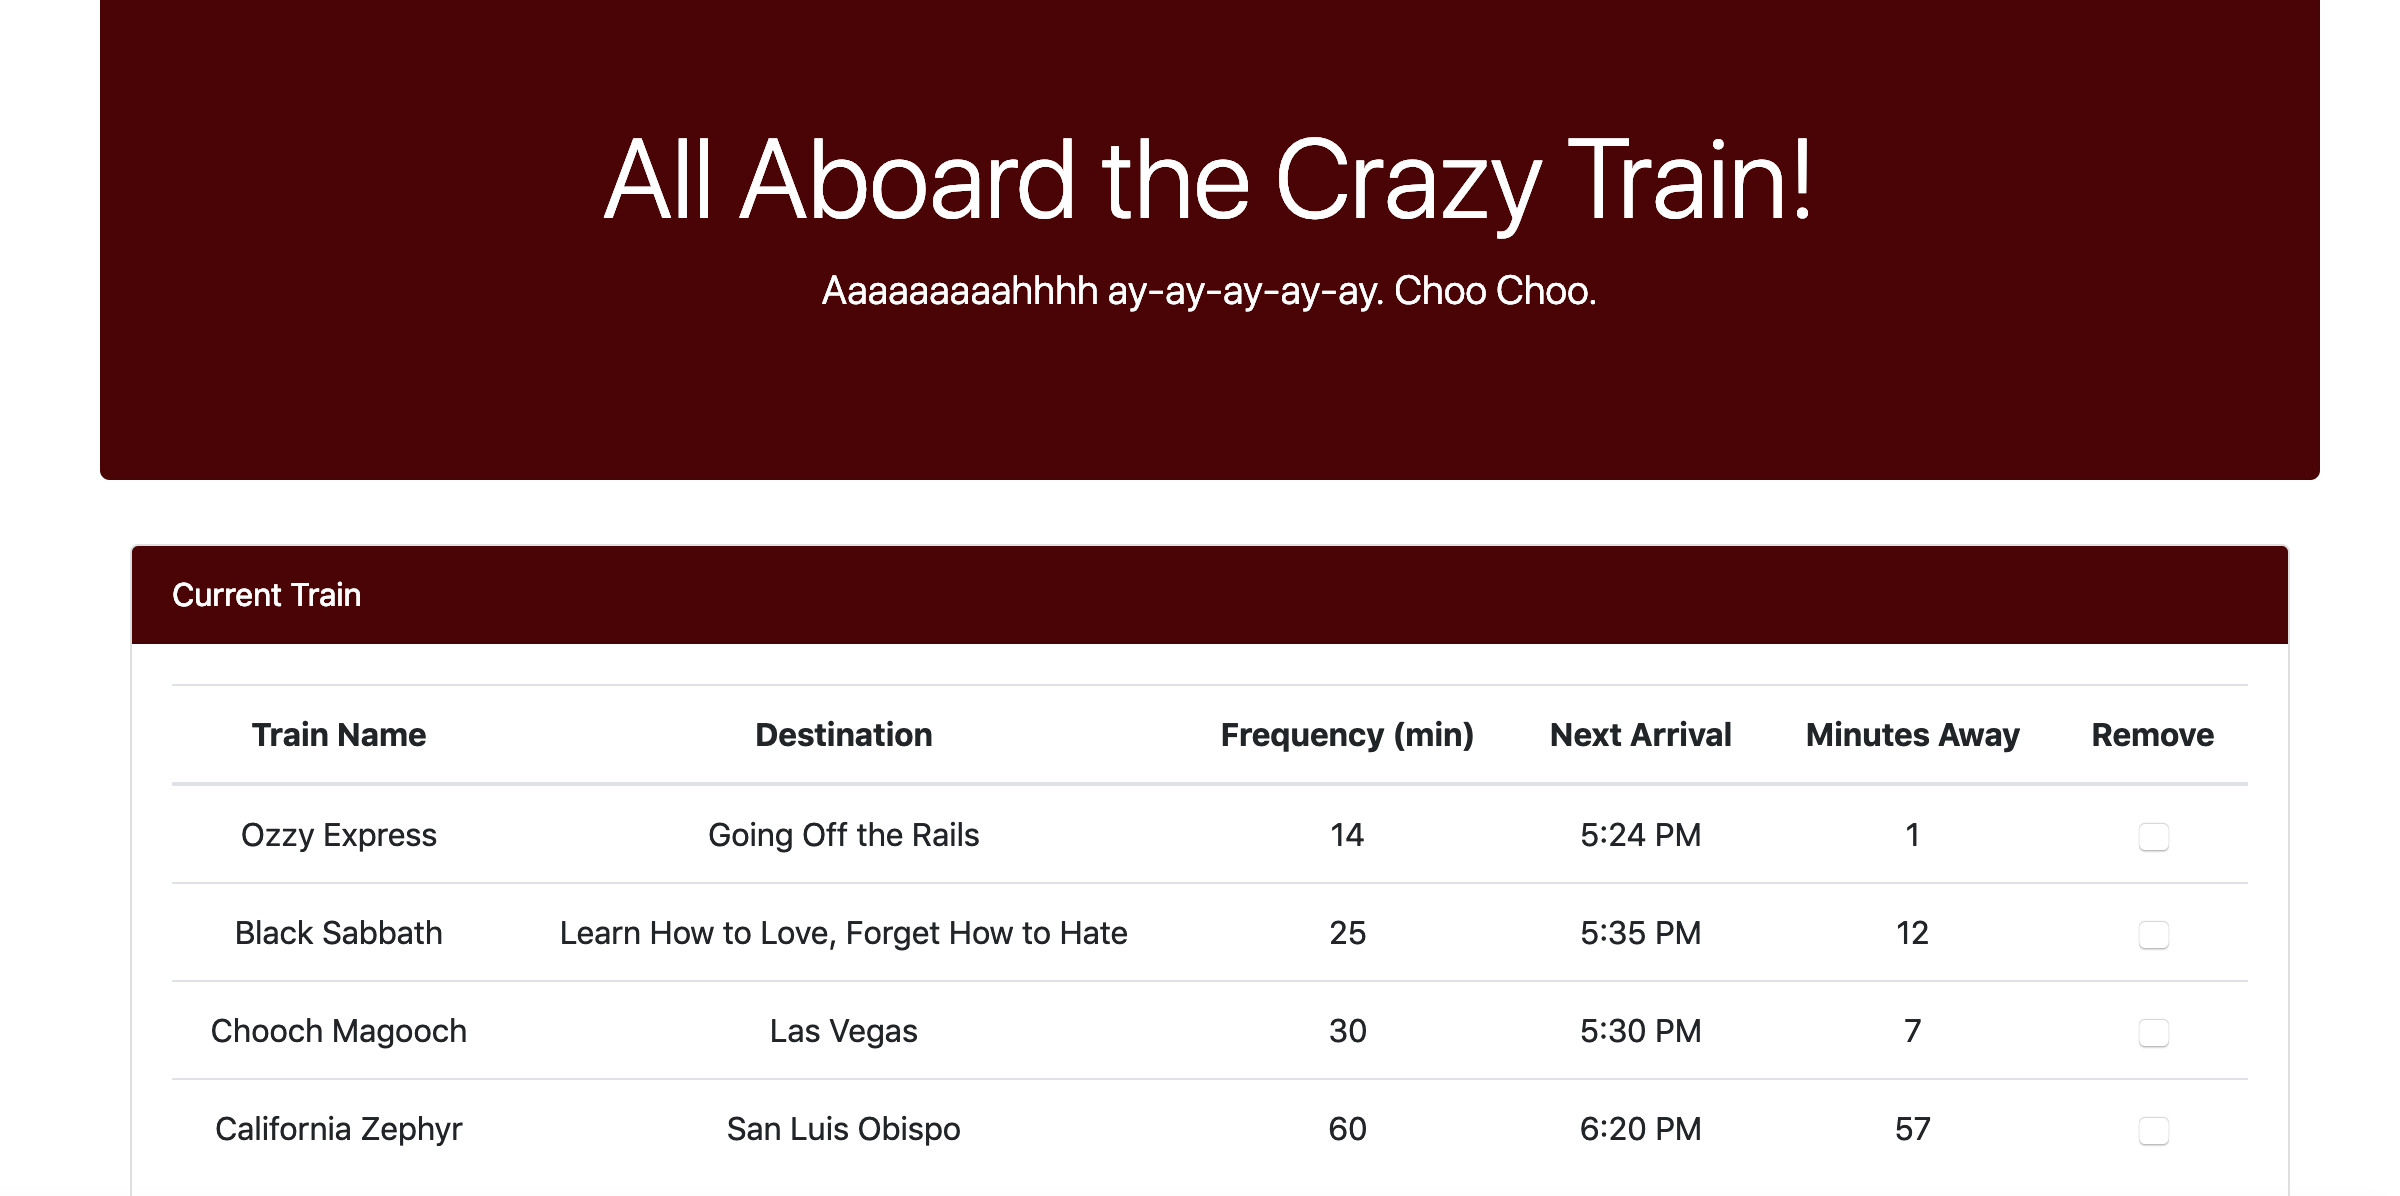 All Aboard the Crazy Train!
Aaaaaaaaahhhh ay-ay-ay-ay-ay. Choo Choo.
Current Train
Train Name Destination Frequency (min) Next Arrival Minutes Away Remove
Ozzy Express Going Off the Rails 14 5:24 PM 1
Black Sabbath Learn How to Love, Forget How to Hate 25 5:35 PM 12
Chooch Magooch Las Vegas 30 5:30 PM 7
California Zephyr San Luis Obispo 60 6:20 PM 57